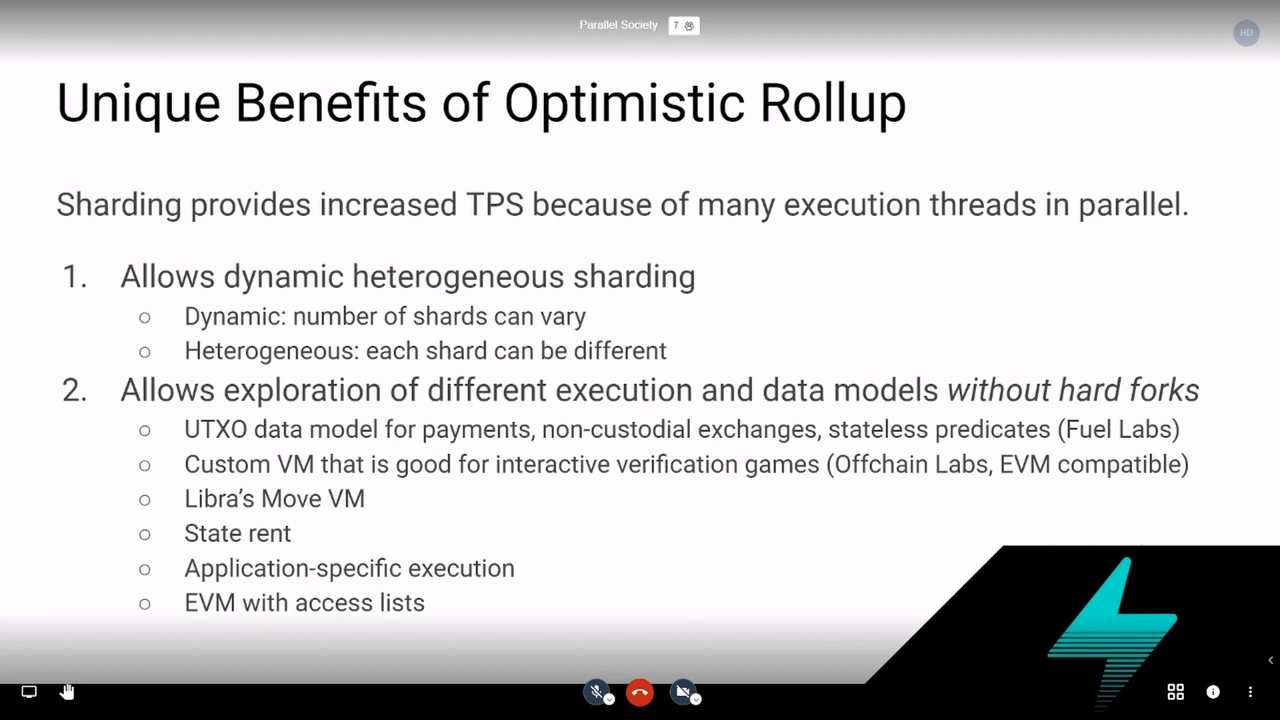 Parallel Society 7
HD
Unique Benefits of Optimistic Rollup
Sharding provides increased TPS because of many execution threads in parallel.
1. Allows dynamic heterogeneous sharding
○ Dynamic: number of shards can vary
○ Heterogeneous: each shard can be different
2. Allows exploration of different execution and data models without hard forks
○ UTXO data model for payments, non-custodial exchanges, stateless predicates (Fuel Labs)
○ Custom VM that is good for interactive verification games (Offchain Labs, EVM compatible)
○ Libra’s Move VM
○ State rent
○ Application-specific execution
○ EVM with access lists